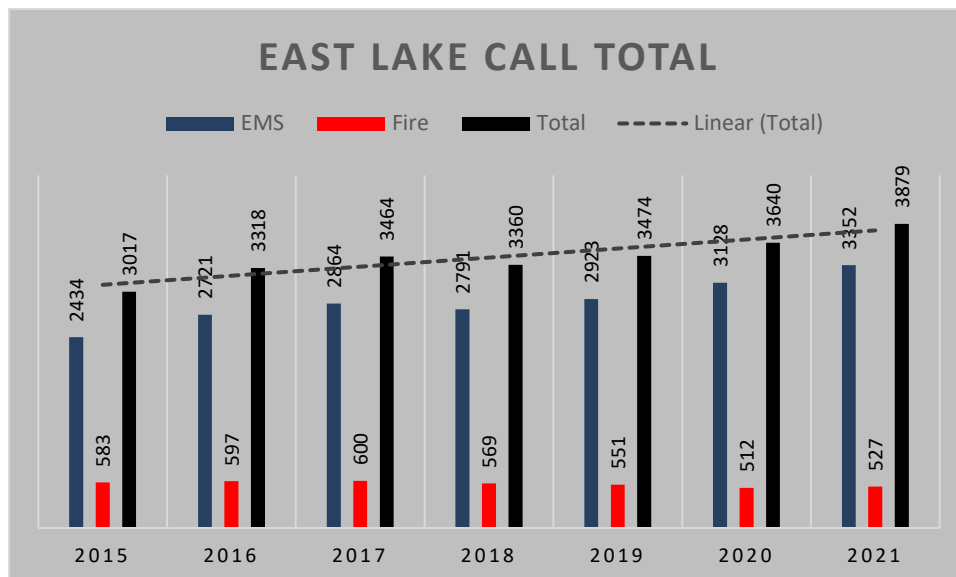 EAST LAKE CALL TOTAL
EMS Fire Total Linear (Total)
2434 583 3017
2721 597 3318
2864 600 3464
2791 569 3360
2923 551 3474
3128 512 3640
3352 527 3879
2015 2016 2017 2018 2019 2020 2021